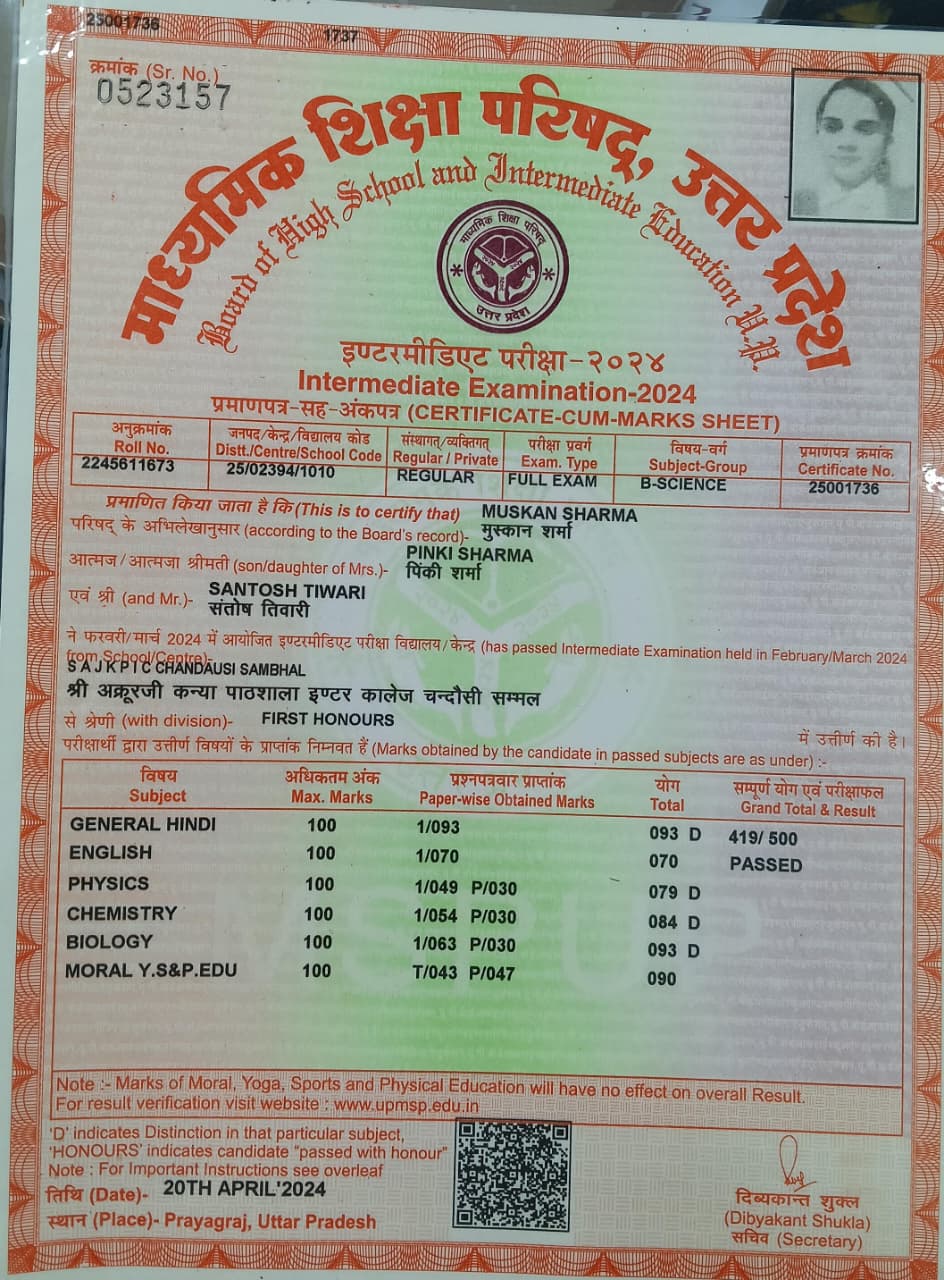 25001736
1737
क्रमांक (Sr. No.)
0523157
माध्यमिक शिक्षा परिषद्, उत्तर प्रदेश
Board of High School and Intermediate Education U.P.
माध्यमिक शिक्षा परिषद्
उत्तर प्रदेश
इण्टरमीडिएट परीक्षा-२०२४
Intermediate Examination-2024
प्रमाणपत्र-सह-अंकपत्र (CERTIFICATE-CUM-MARKS SHEET)
अनुक्रमांक जनपद/केन्द्र/विद्यालय कोड संस्थागत/व्यक्तिगत् परीक्षा प्रवर्ग विषय-वर्ग प्रमाणपत्र क्रमांक
Roll No. Distt./Centre/School Code Regular / Private Exam. Type Subject-Group Certificate No.
2245611673 25/02394/1010 REGULAR FULL EXAM B-SCIENCE 25001736
प्रमाणित किया जाता है कि (This is to certify that) MUSKAN SHARMA
परिषद् के अभिलेखानुसार (according to the Board's record)- मुस्कान शर्मा
PINKI SHARMA
आत्मज/आत्मजा श्रीमती (son/daughter of Mrs.)- पिंकी शर्मा
SANTOSH TIWARI
एवं श्री (and Mr.)- संतोष तिवारी
ने फरवरी/मार्च 2024 में आयोजित इण्टरमीडिएट परीक्षा विद्यालय/केन्द्र (has passed Intermediate Examination held in February/March 2024
from School/Centre)-
S A J K P I C CHANDAUSI SAMBHAL
श्री अक्रूरजी कन्या पाठशाला इण्टर कालेज चन्दौसी सम्मल
से श्रेणी (with division)- FIRST HONOURS में उत्तीर्ण की है।
परीक्षार्थी द्वारा उत्तीर्ण विषयों के प्राप्तांक निम्नवत हैं (Marks obtained by the candidate in passed subjects are as under) :-
विषय अधिकतम अंक प्रश्नपत्रवार प्राप्तांक योग सम्पूर्ण योग एवं परीक्षाफल
Subject Max. Marks Paper-wise Obtained Marks Total Grand Total & Result
GENERAL HINDI 100 1/093 093 D 419/ 500
ENGLISH 100 1/070 070 PASSED
PHYSICS 100 1/049 P/030 079 D
CHEMISTRY 100 1/054 P/030 084 D
BIOLOGY 100 1/063 P/030 093 D
MORAL Y.S&P.EDU 100 T/043 P/047 090
MSPUP
Note :- Marks of Moral, Yoga, Sports and Physical Education will have no effect on overall Result.
For result verification visit website : www.upmsp.edu.in
'D' indicates Distinction in that particular subject,
'HONOURS' indicates candidate "passed with honour"
Note : For Important Instructions see overleaf
तिथि (Date)- 20TH APRIL'2024
स्थान (Place)- Prayagraj, Uttar Pradesh
दिब्यकान्त शुक्ल
(Dibyakant Shukla)
सचिव (Secretary)